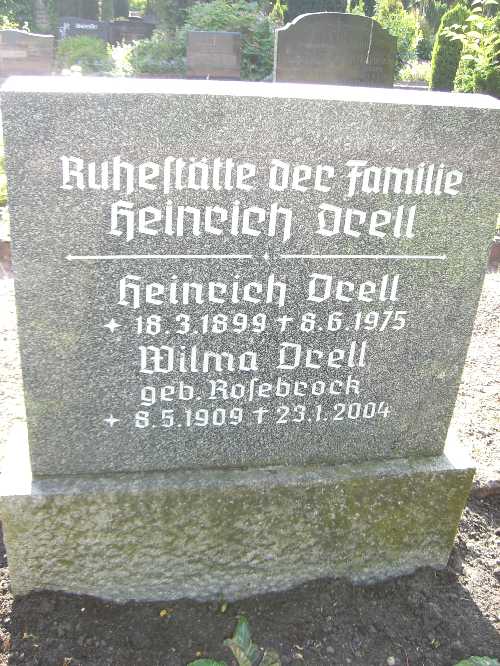 Ruheſtätte der Familie
Heinrich Drell
Heinrich Drell
✦ 18.3.1899 † 8.6.1975
Wilma Drell
geb. Roſebrock
✦ 8.5.1909 † 23.1.2004